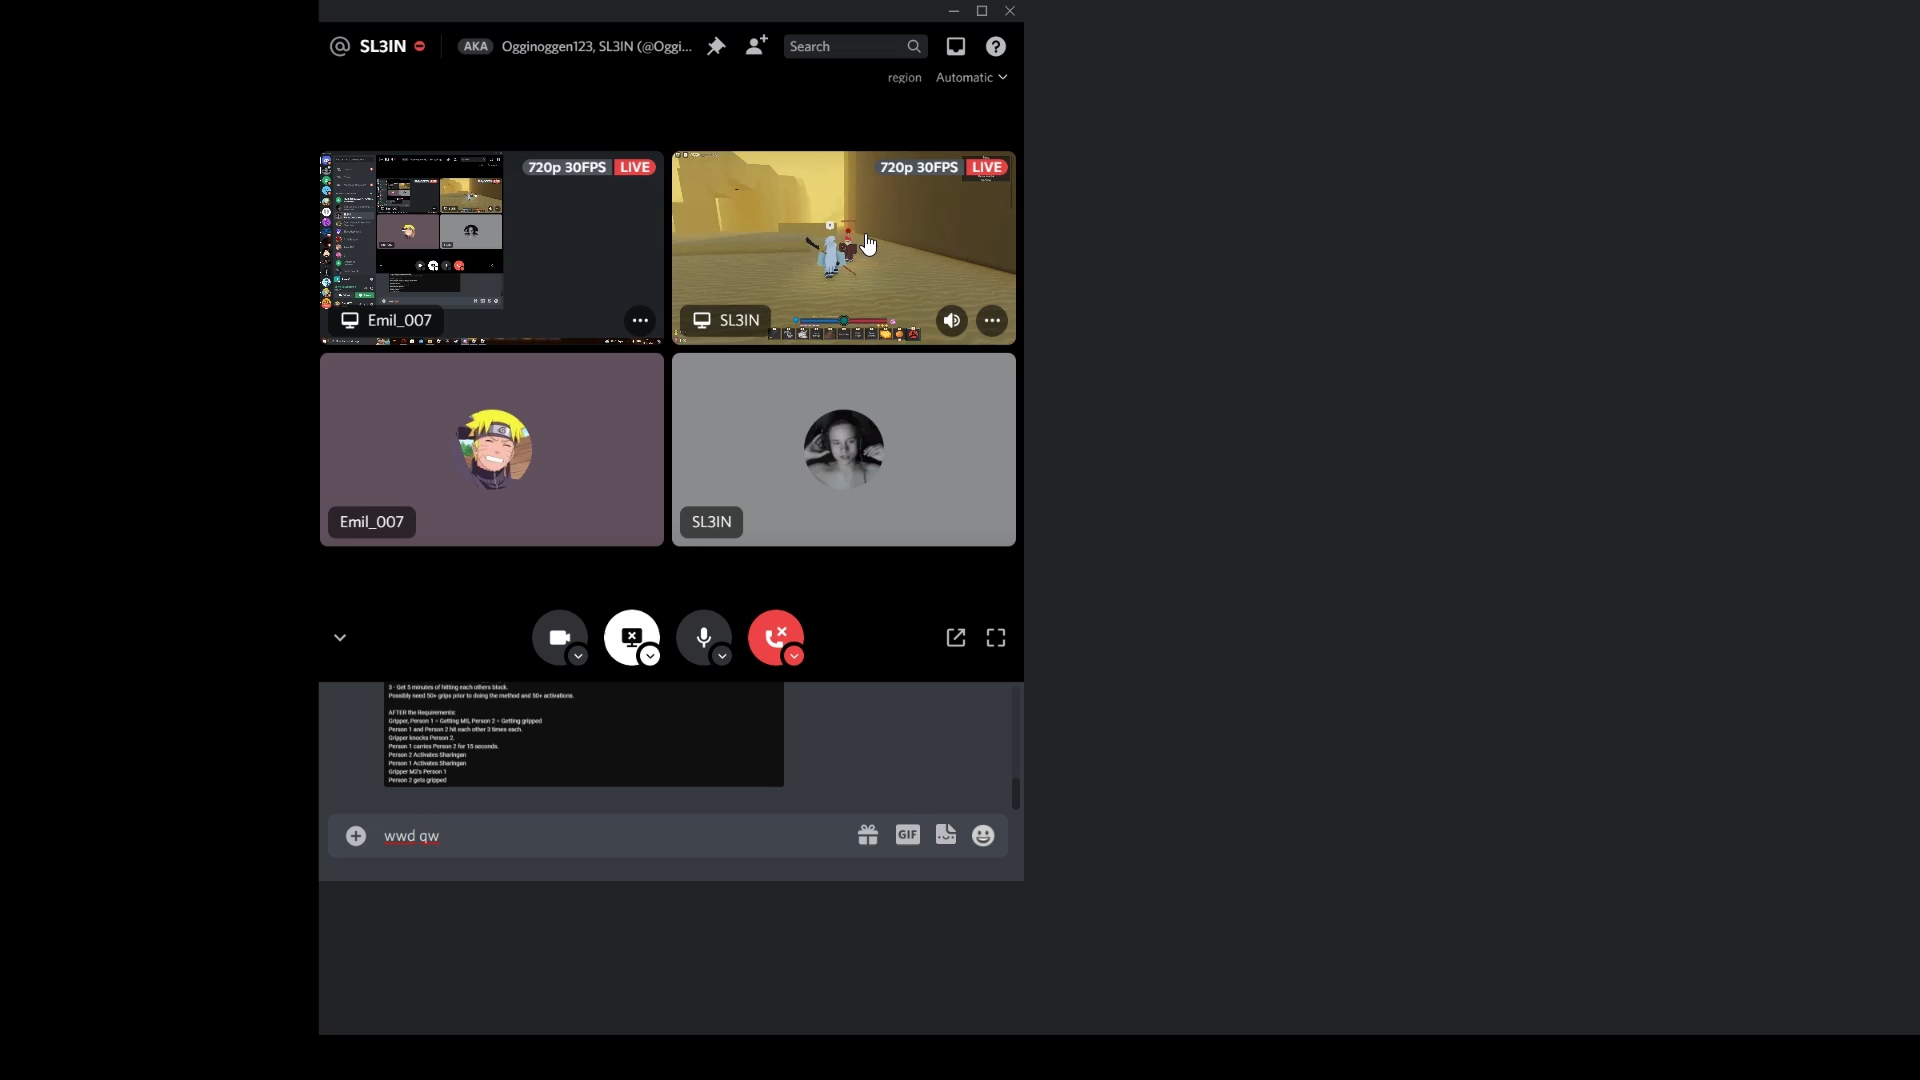 SL3IN
AKA Ogginoggen123, SL3IN (@Oggi...
Search
region Automatic
720p 30FPS LIVE
Emil_007
720p 30FPS LIVE
SL3IN
Emil_007
SL3IN
3 - Get 5 minutes of hitting each others block.
Possibly need 50+ grips prior to doing the method and 50+ activations.
AFTER the Requirements:
Gripper, Person 1 = Getting MS, Person 2 = Getting gripped
Person 1 and Person 2 hit each other 3 times each.
Gripper knocks Person 2.
Person 1 carries Person 2 for 15 seconds.
Person 2 Activates Sharingan
Person 1 Activates Sharingan
Gripper M2's Person 1
Person 2 gets gripped
wwd qw
GIF